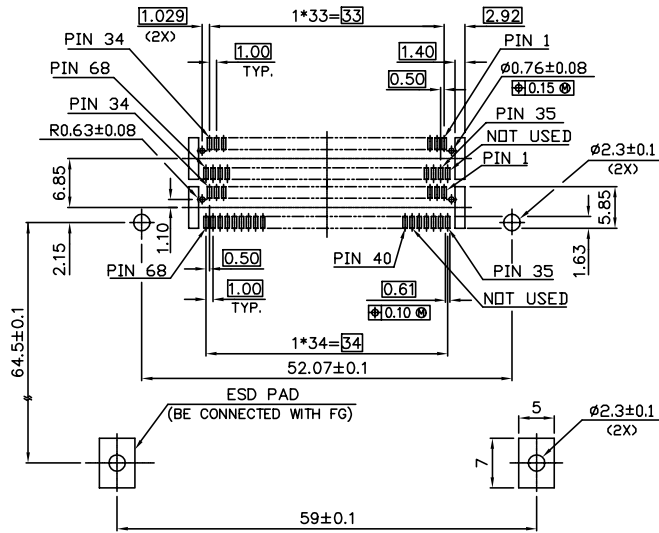 1.029
(2X)
1*33=33
2.92
PIN 34
1.00
TYP.
1.40
PIN 1
PIN 68
0.50
Ø0.76±0.08
⌖ 0.15 Ⓜ
PIN 34
PIN 35
R0.63±0.08
NOT USED
PIN 1
Ø2.3±0.1
(2X)
6.85
1.10
2.15
5.85
1.63
PIN 68
0.50
PIN 40
PIN 35
1.00
TYP.
0.61
NOT USED
⌖ 0.10 Ⓜ
1*34=34
52.07±0.1
64.5±0.1
ESD PAD
(BE CONNECTED WITH FG)
5
Ø2.3±0.1
(2X)
7
59±0.1